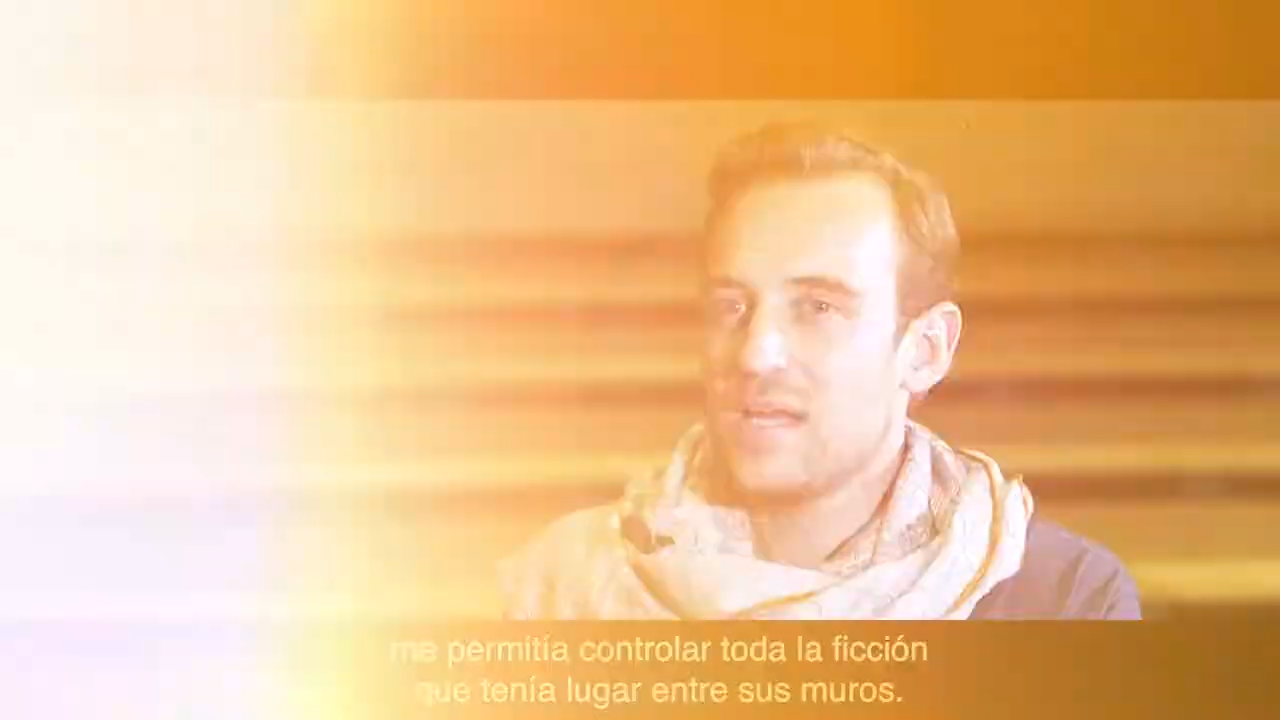 me permitía controlar toda la ficción
que tenía lugar entre sus muros.